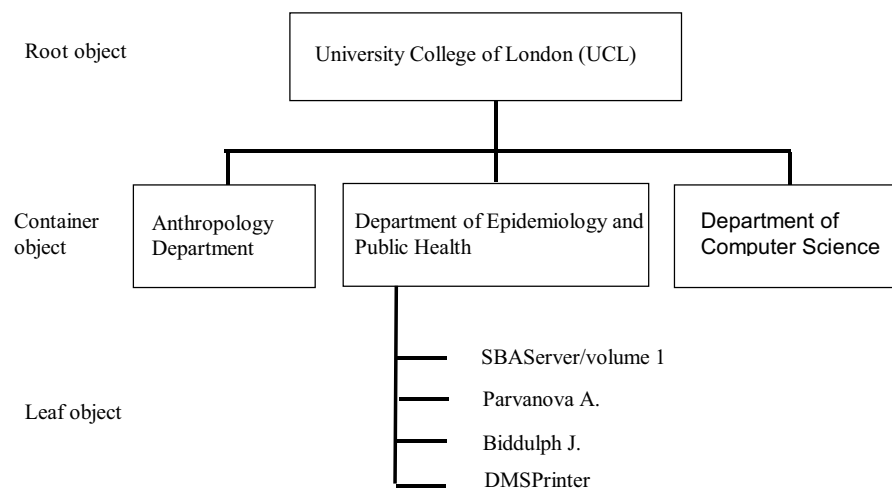 Root object
University College of London (UCL)
Container
object
Anthropology
Department
Department of Epidemiology and
Public Health
Department of
Computer Science
Leaf object
SBAServer/volume 1
Parvanova A.
Biddulph J.
DMSPrinter